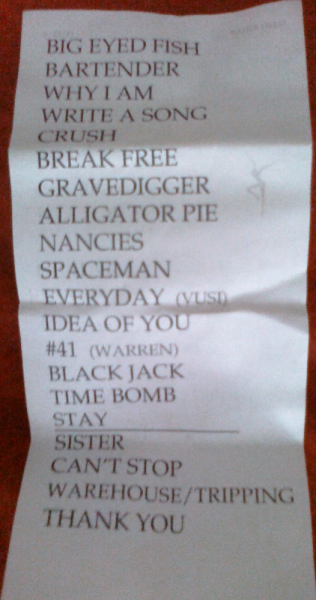 BIG EYED FISH
BARTENDER
WHY I AM
WRITE A SONG
CRUSH
BREAK FREE
GRAVEDIGGER
ALLIGATOR PIE
NANCIES
SPACEMAN
EVERYDAY (VUSI)
IDEA OF YOU
#41 (WARREN)
BLACK JACK
TIME BOMB
STAY
SISTER
CAN'T STOP
WAREHOUSE/TRIPPING
THANK YOU